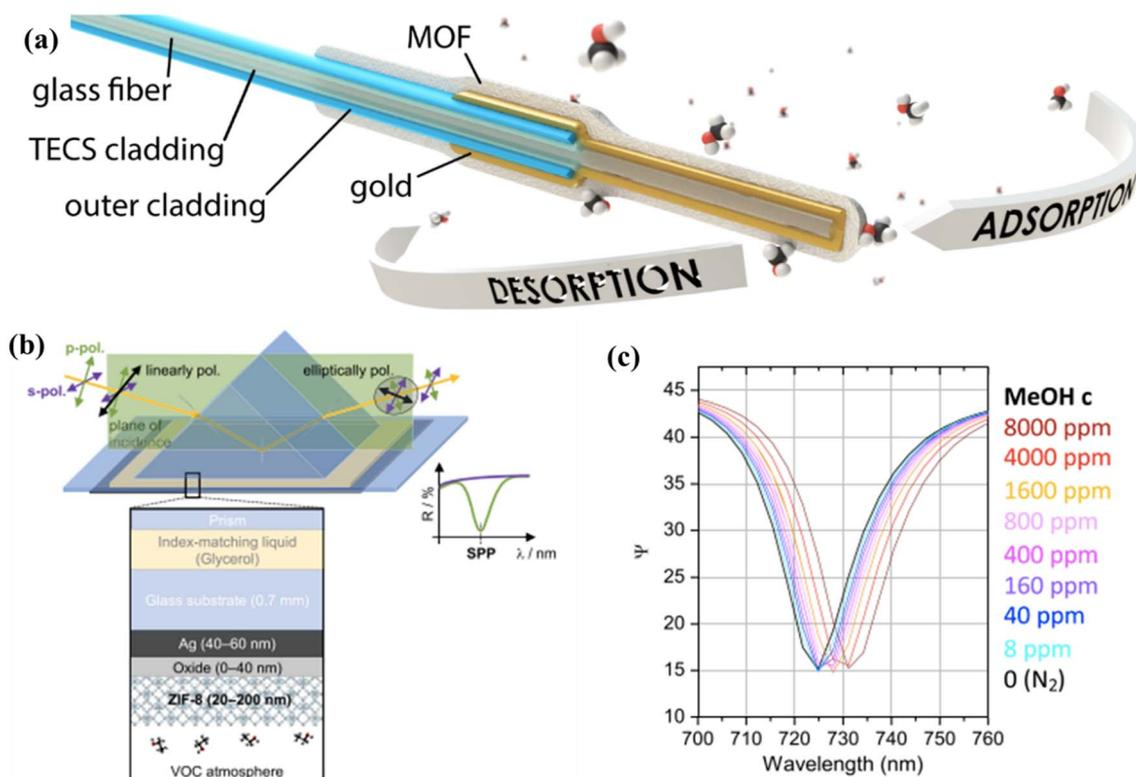 (a)
MOF
glass fiber
TECS cladding
outer cladding
gold
ADSORPTION
DESORPTION
(b)
p-pol.
s-pol.
linearly pol.
elliptically pol.
plane of
incidence
R / %
SPP
λ / nm
Prism
Index-matching liquid
(Glycerol)
Glass substrate (0.7 mm)
Ag (40–60 nm)
Oxide (0–40 nm)
ZIF-8 (20–200 nm)
VOC atmosphere
(c)
45
40
35
30
25
20
15
10
Ψ
700 710 720 730 740 750 760
Wavelength (nm)
MeOH c
8000 ppm
4000 ppm
1600 ppm
800 ppm
400 ppm
160 ppm
40 ppm
8 ppm
0 (N₂)